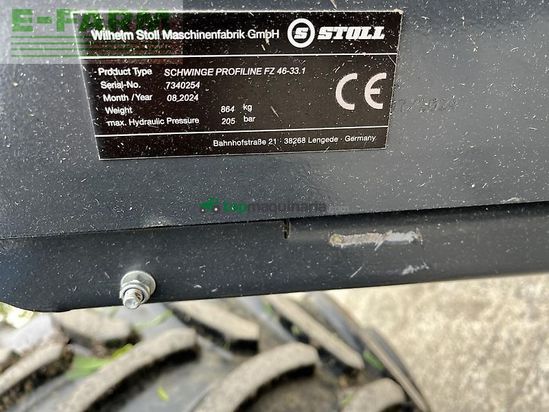 E-FARM
Wilhelm Stoll Maschinenfabrik GmbH S STOLL
Product Type SCHWINGE PROFILINE FZ 46-33.1
Serial-No. 7340254
Month / Year 08.2024
Weight 864 kg
max. Hydraulic Pressure 205 bar
CE
Bahnhofstraße 21 · 38268 Lengede · Germany
topmaquinaria